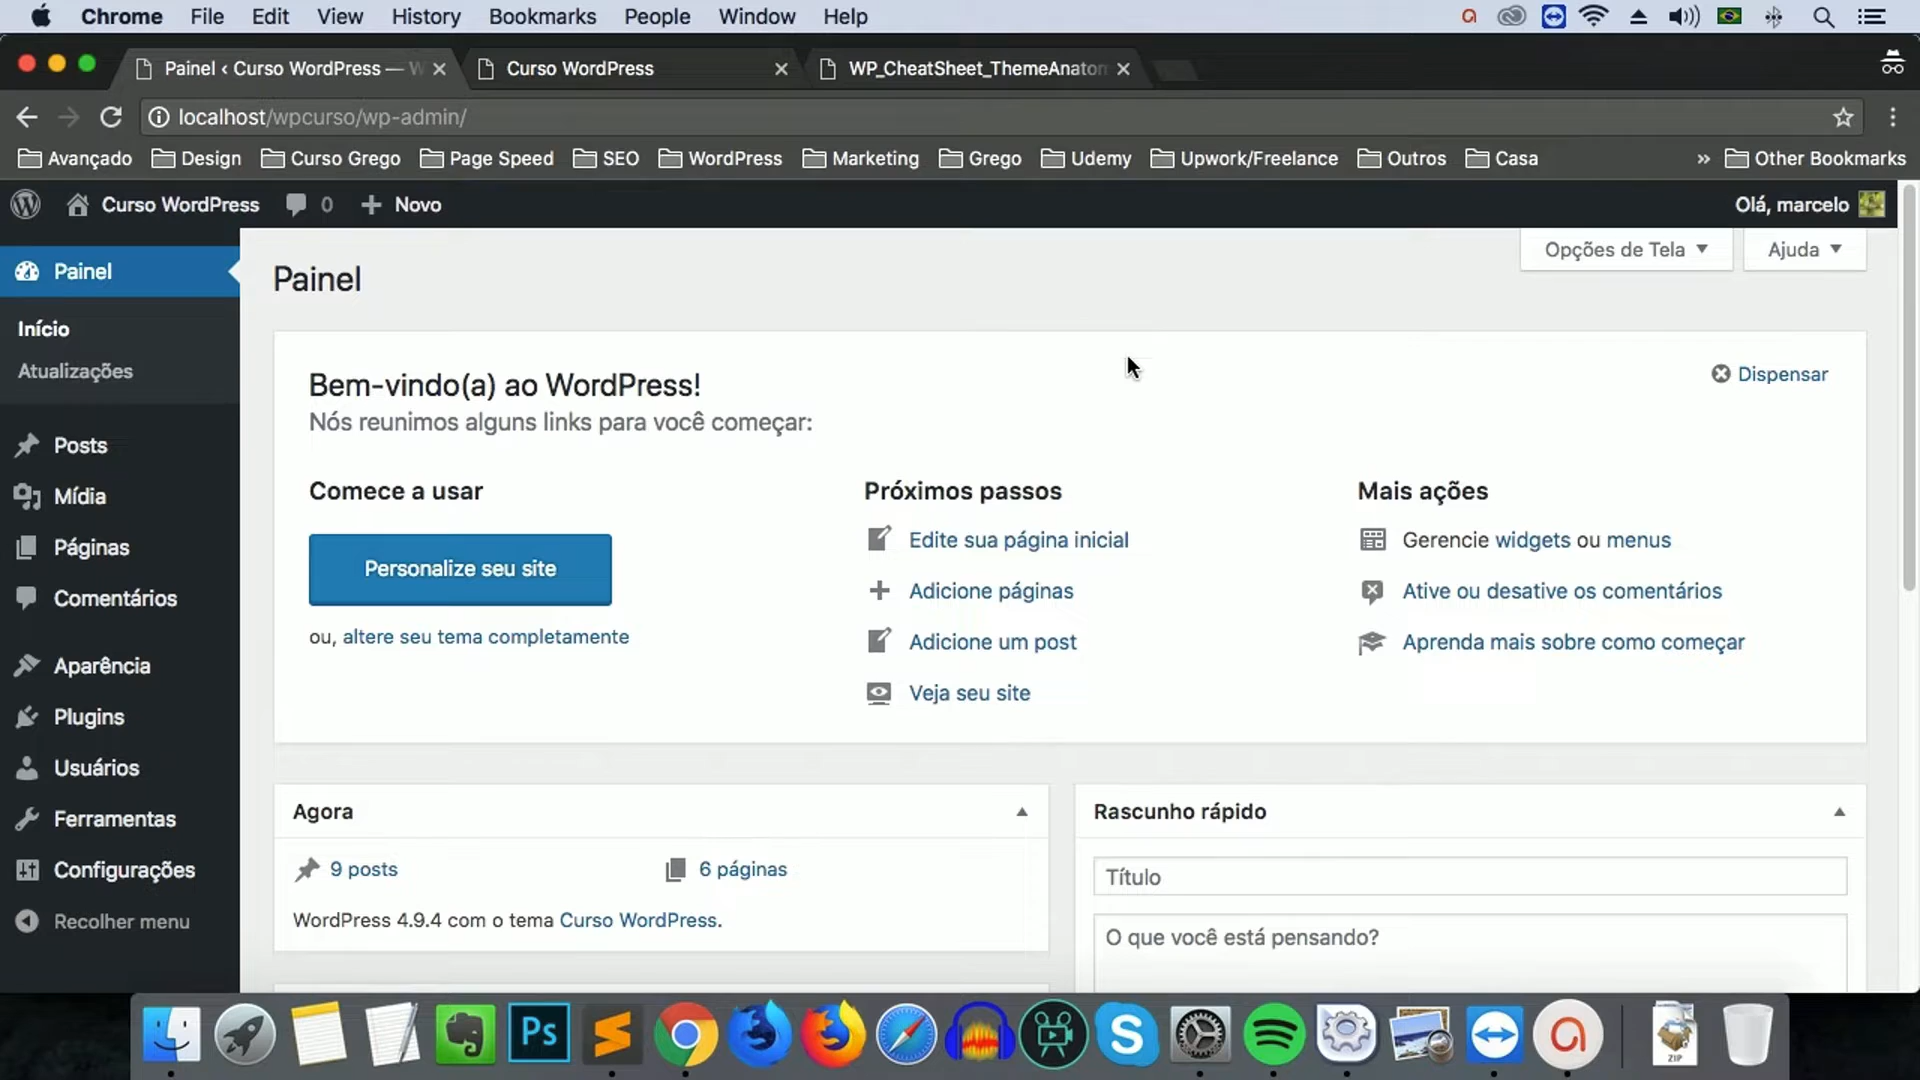 Chrome File Edit View History Bookmarks People Window Help
Painel ‹ Curso WordPress — W
Curso WordPress
WP_CheatSheet_ThemeAnatom
localhost/wpcurso/wp-admin/
Avançado Design Curso Grego Page Speed SEO WordPress Marketing Grego Udemy Upwork/Freelance Outros Casa » Other Bookmarks
Curso WordPress 0 + Novo
Olá, marcelo
Painel
Início
Atualizações
Posts
Mídia
Páginas
Comentários
Aparência
Plugins
Usuários
Ferramentas
Configurações
Recolher menu
Painel
Opções de Tela
Ajuda
Bem-vindo(a) ao WordPress!
Dispensar
Nós reunimos alguns links para você começar:
Comece a usar
Personalize seu site
ou, altere seu tema completamente
Próximos passos
Edite sua página inicial
Adicione páginas
Adicione um post
Veja seu site
Mais ações
Gerencie widgets ou menus
Ative ou desative os comentários
Aprenda mais sobre como começar
Agora
9 posts
6 páginas
WordPress 4.9.4 com o tema Curso WordPress.
Rascunho rápido
Título
O que você está pensando?
Ps
ZIP